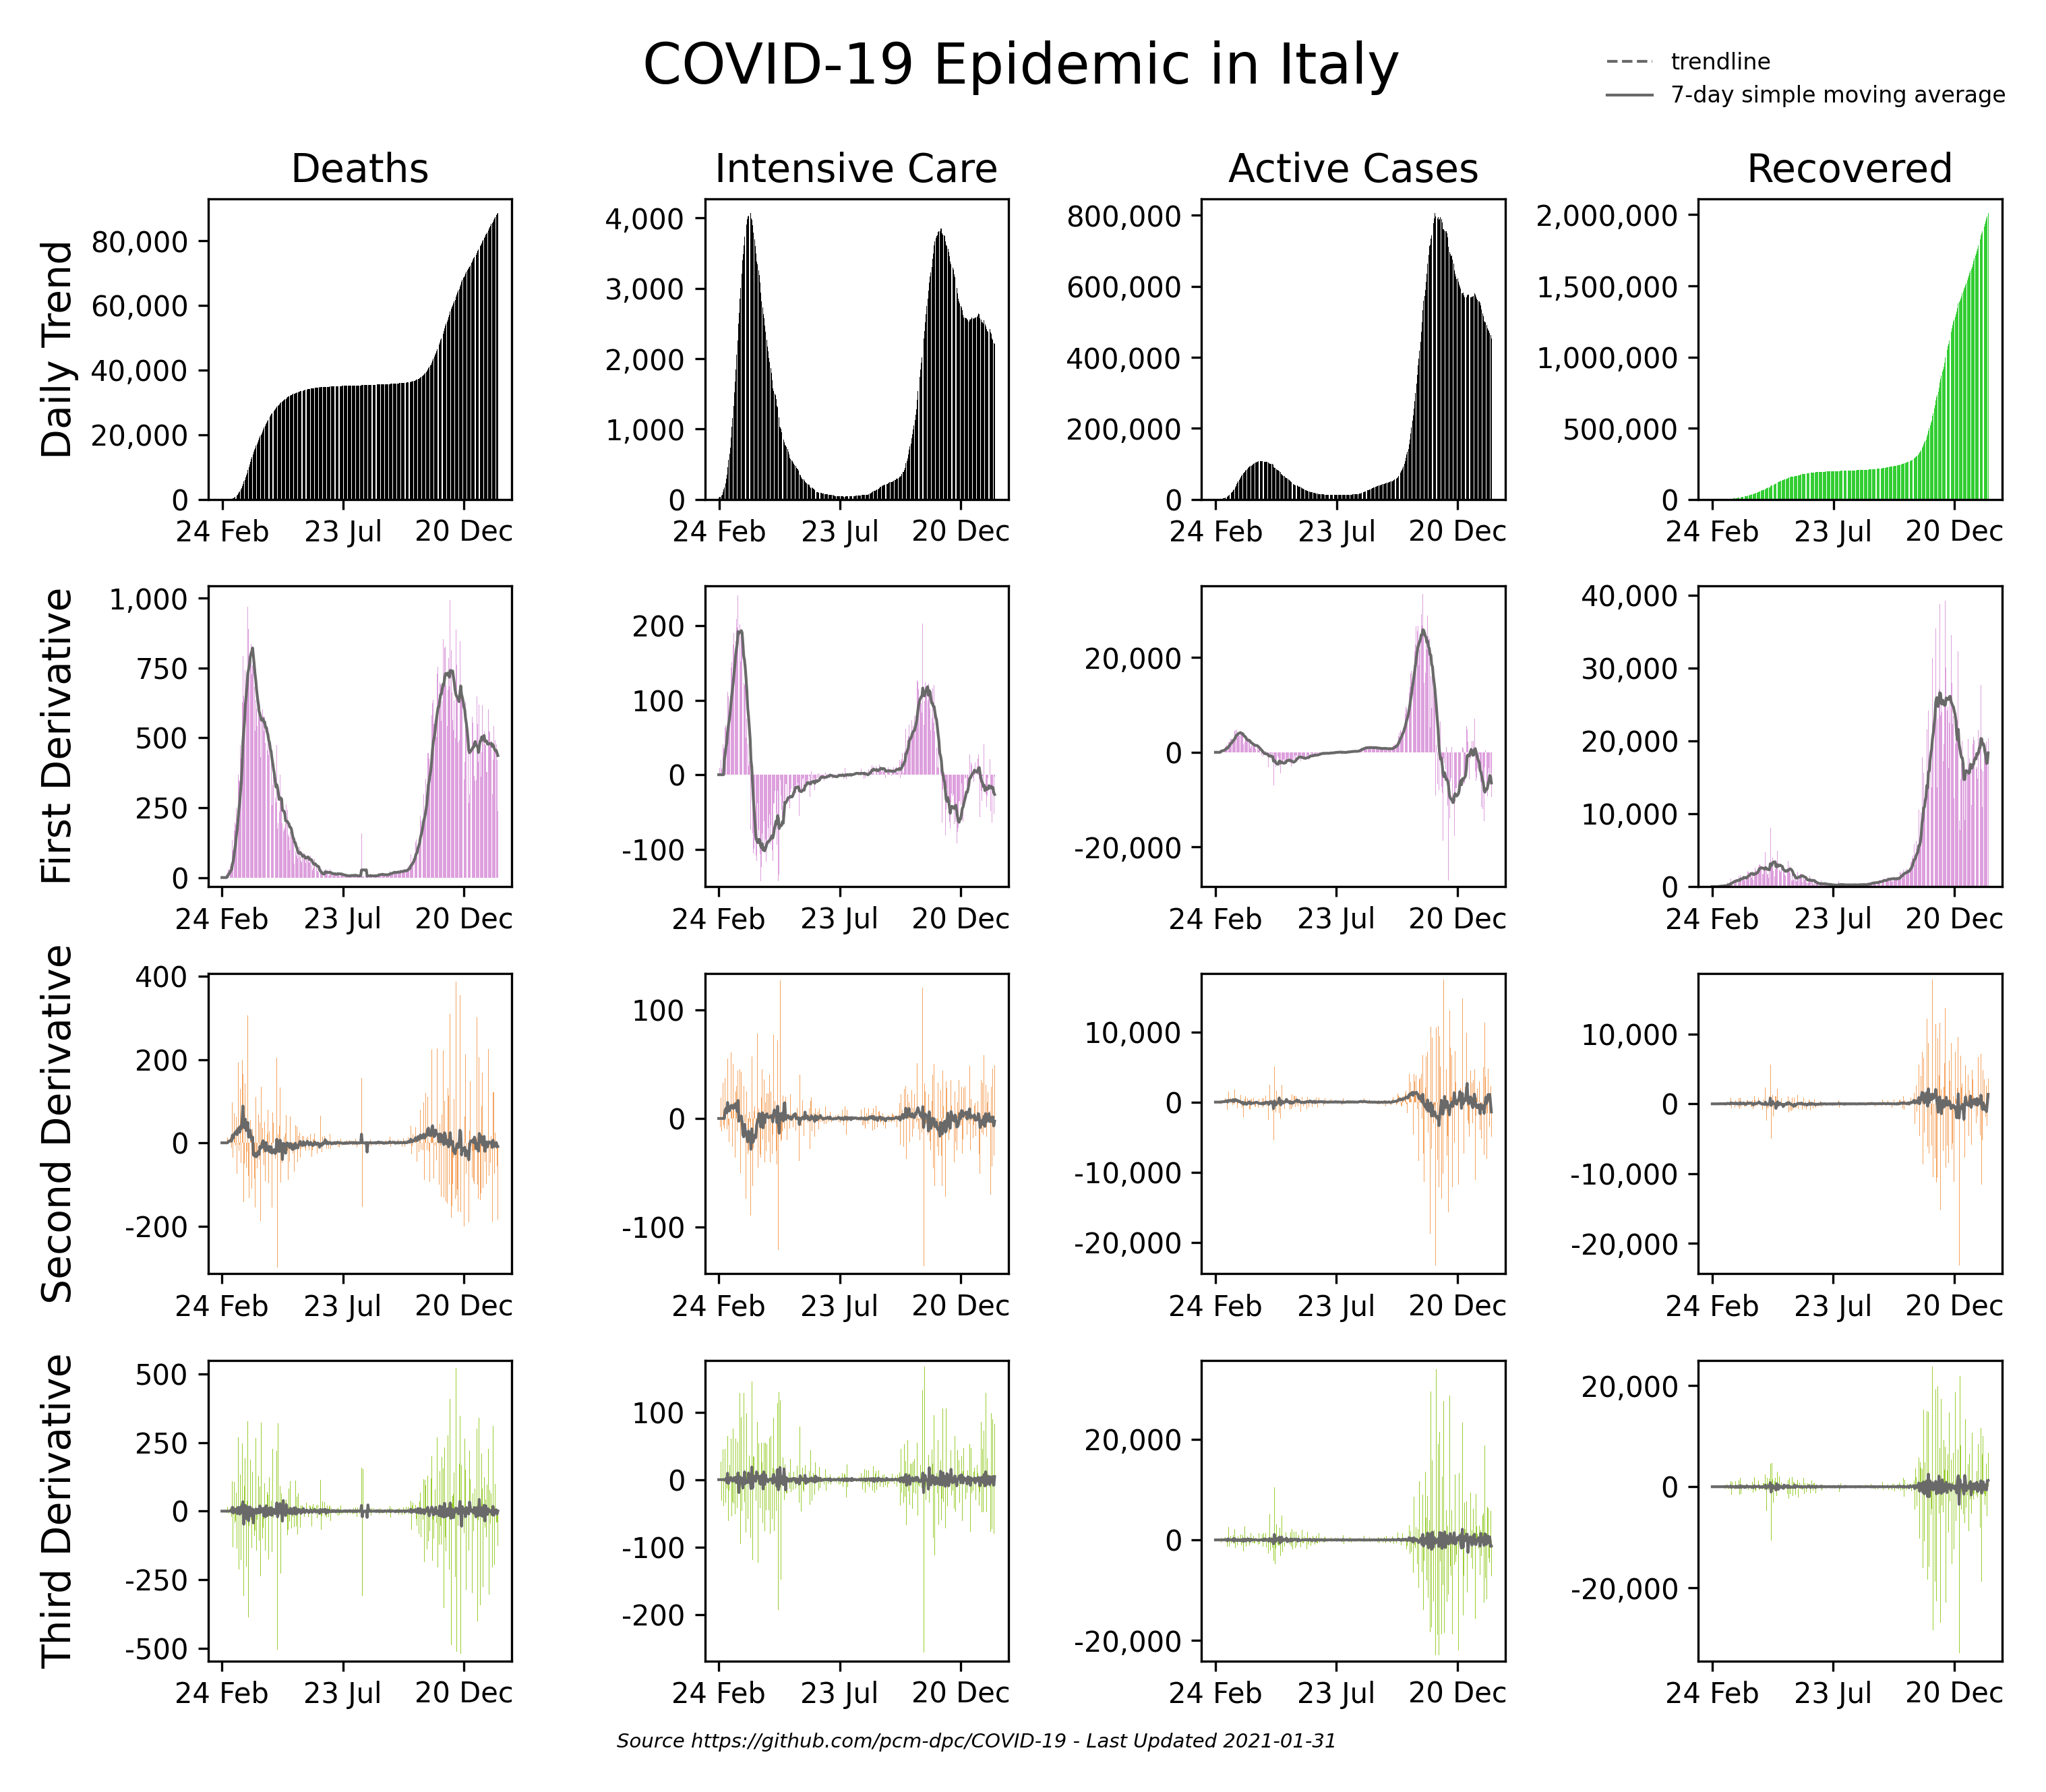 COVID-19 Epidemic in Italy
trendline
7-day simple moving average
Deaths
Intensive Care
Active Cases
Recovered
Daily Trend
80,000
60,000
40,000
20,000
0
24 Feb 23 Jul 20 Dec
4,000
3,000
2,000
1,000
0
24 Feb 23 Jul 20 Dec
800,000
600,000
400,000
200,000
0
24 Feb 23 Jul 20 Dec
2,000,000
1,500,000
1,000,000
500,000
0
24 Feb 23 Jul 20 Dec
First Derivative
1,000
750
500
250
0
24 Feb 23 Jul 20 Dec
200
100
0
-100
24 Feb 23 Jul 20 Dec
20,000
0
-20,000
24 Feb 23 Jul 20 Dec
40,000
30,000
20,000
10,000
0
24 Feb 23 Jul 20 Dec
Second Derivative
400
200
0
-200
24 Feb 23 Jul 20 Dec
100
0
-100
24 Feb 23 Jul 20 Dec
10,000
0
-10,000
-20,000
24 Feb 23 Jul 20 Dec
10,000
0
-10,000
-20,000
24 Feb 23 Jul 20 Dec
Third Derivative
500
250
0
-250
-500
24 Feb 23 Jul 20 Dec
100
0
-100
-200
24 Feb 23 Jul 20 Dec
20,000
0
-20,000
24 Feb 23 Jul 20 Dec
20,000
0
-20,000
24 Feb 23 Jul 20 Dec
Source https://github.com/pcm-dpc/COVID-19 - Last Updated 2021-01-31